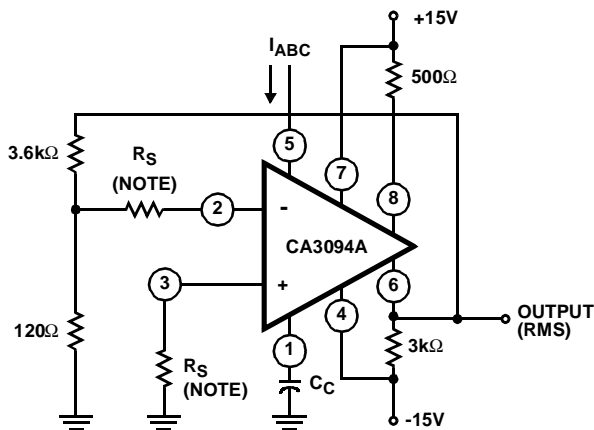 +15V
I_ABC
500Ω
3.6kΩ
R_S
(NOTE)
5
7
8
2
-
CA3094A
3
+
6
4
OUTPUT
(RMS)
120Ω
1
3kΩ
R_S
(NOTE)
C_C
-15V